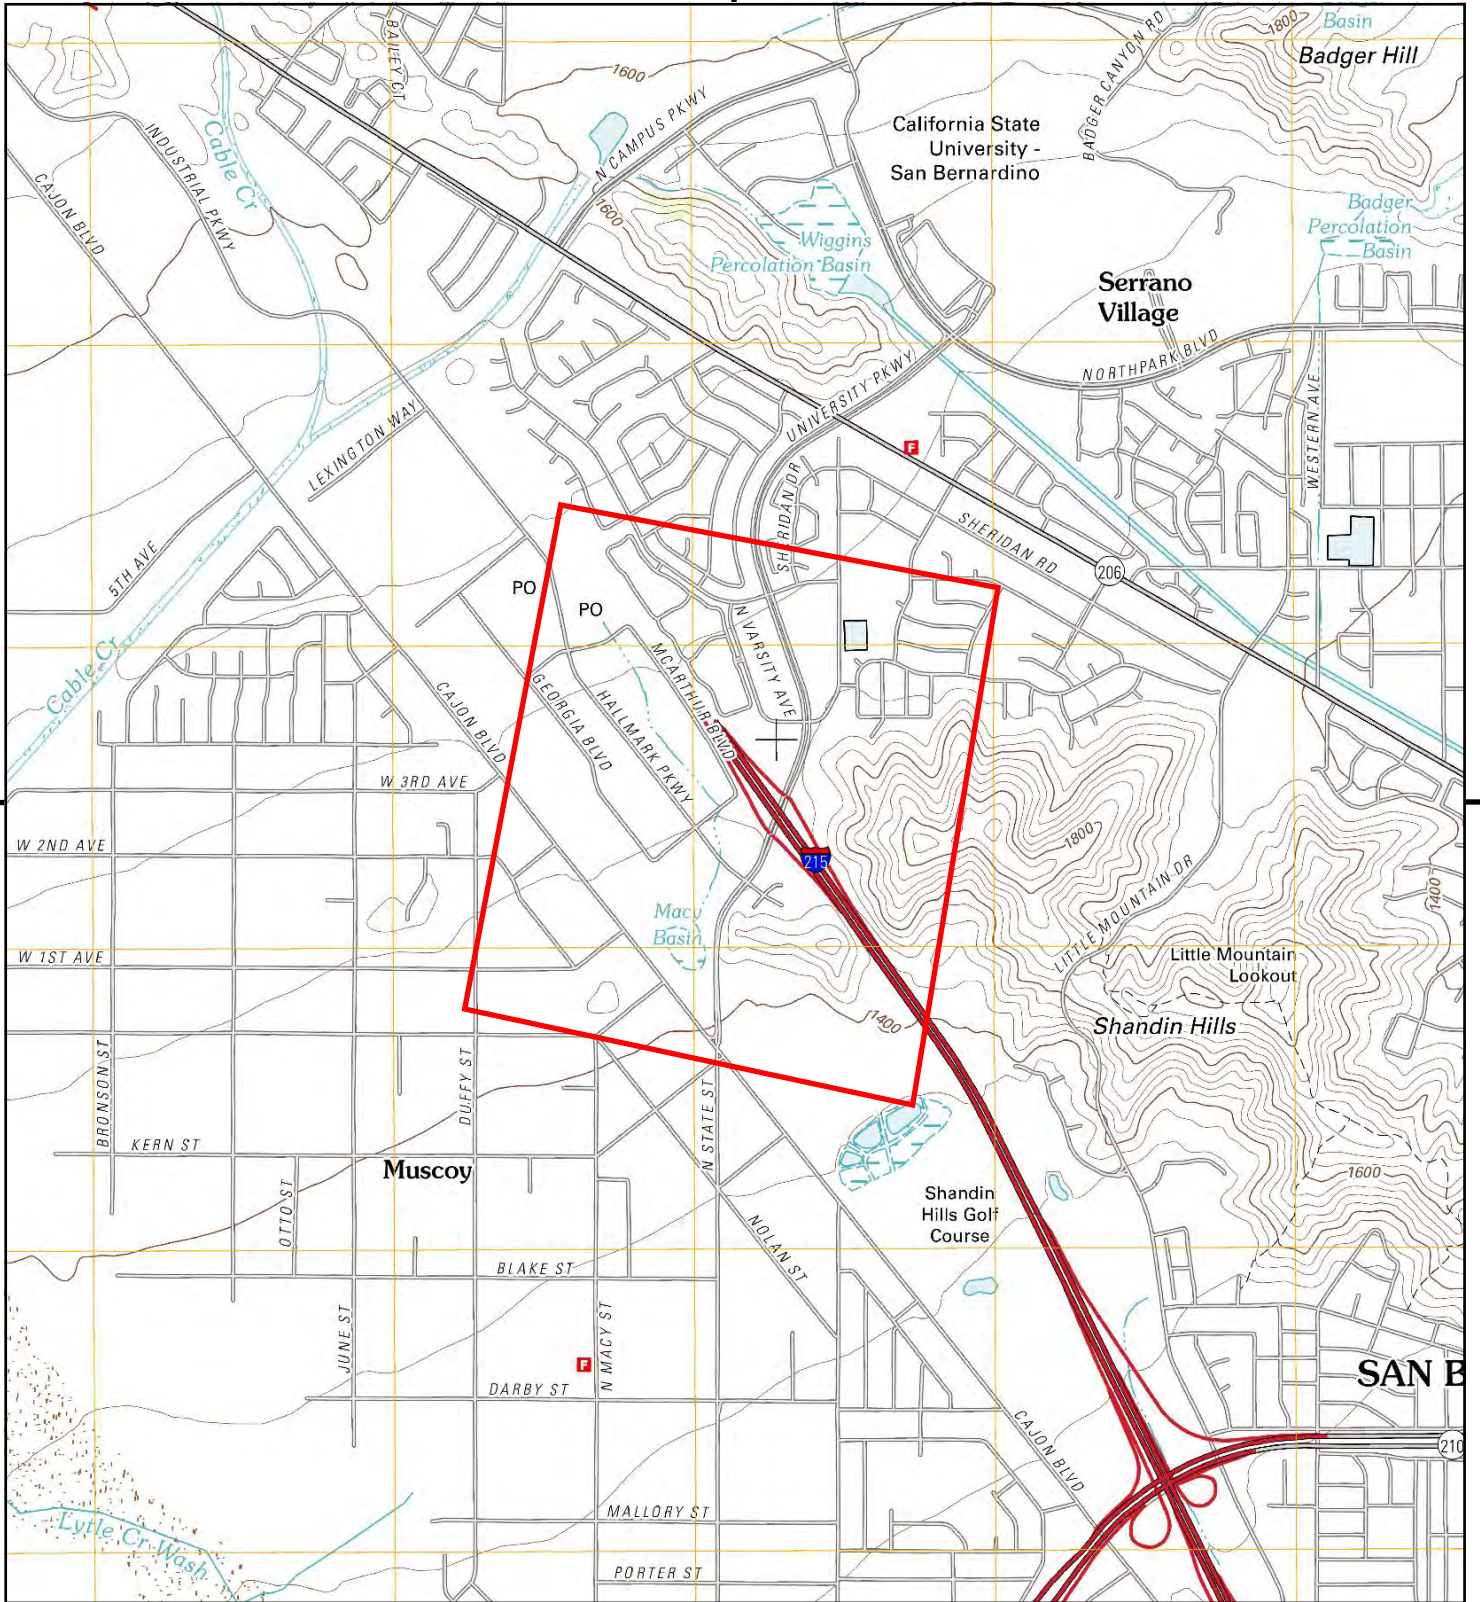 1800
Basin
Badger Hill
BAILEY CT
1600
BADGER CANYON RD
N CAMPUS PKWY
California State
University -
San Bernardino
INDUSTRIAL PKWY
Cable Cr
CAJON BLVD
1600
Badger
Percolation
Basin
Wiggins
Percolation Basin
Serrano
Village
NORTHPARK BLVD
UNIVERSITY PKWY
WESTERN AVE
LEXINGTON WAY
F
SHERIDAN DR
SHERIDAN RD
206
5TH AVE
PO
PO
N VARSITY AVE
Cable Cr
MCARTHUR BLVD
GEORGIA BLVD
HALLMARK PKWY
CAJON BLVD
W 3RD AVE
W 2ND AVE
215
1800
LITTLE MOUNTAIN DR
1400
Macy
Basin
W 1ST AVE
Little Mountain
Lookout
1400
Shandin Hills
BRONSON ST
DUFFY ST
N STATE ST
KERN ST
Muscoy
1600
OTTO ST
Shandin
Hills Golf
Course
NOLAN ST
BLAKE ST
JUNE ST
N MACY ST
F
SAN B
DARBY ST
CAJON BLVD
210
MALLORY ST
Lytle Cr Wash
PORTER ST